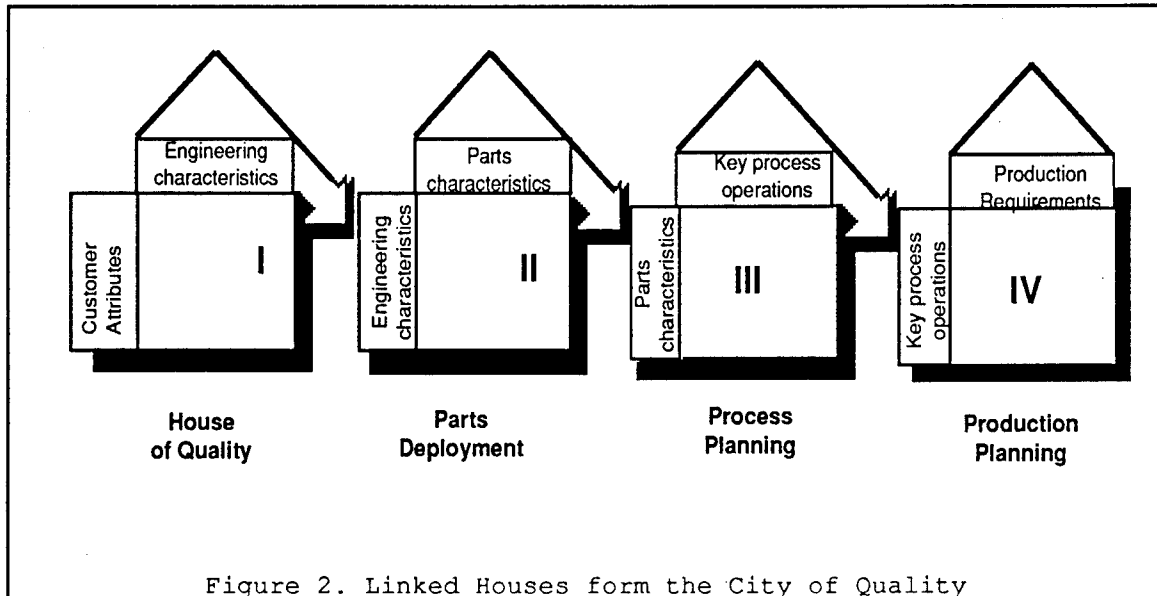 Engineering
characteristics
Customer
Attributes
I
House
of Quality
Parts
characteristics
Engineering
characteristics
II
Parts
Deployment
Key process
operations
Parts
characteristics
III
Process
Planning
Production
Requirements
Key process
operations
IV
Production
Planning
Figure 2. Linked Houses form the City of Quality